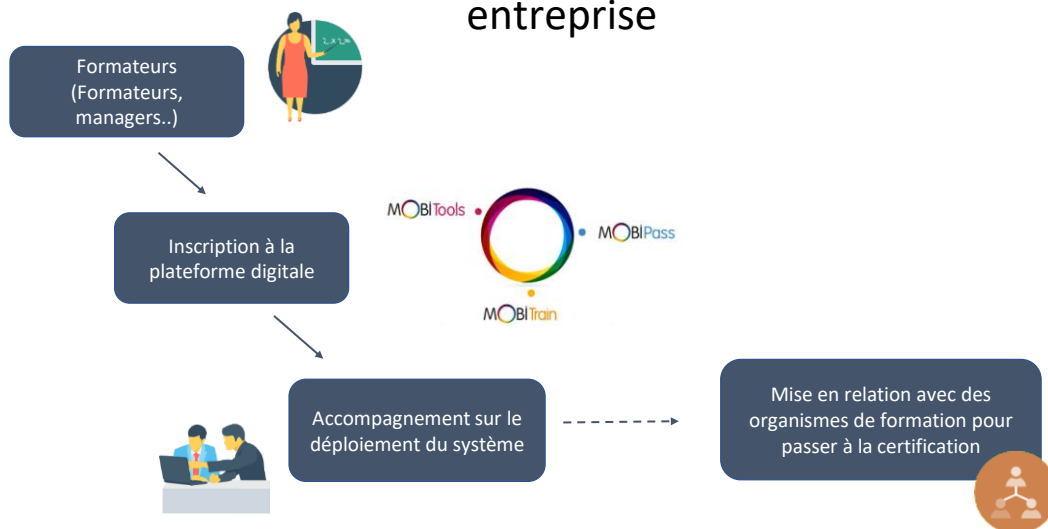 entreprise
Formateurs
(Formateurs,
managers..)
Inscription à la
plateforme digitale
MOBiTools
MOBiPass
MOBiTrain
Accompagnement sur le
déploiement du système
Mise en relation avec des
organismes de formation pour
passer à la certification